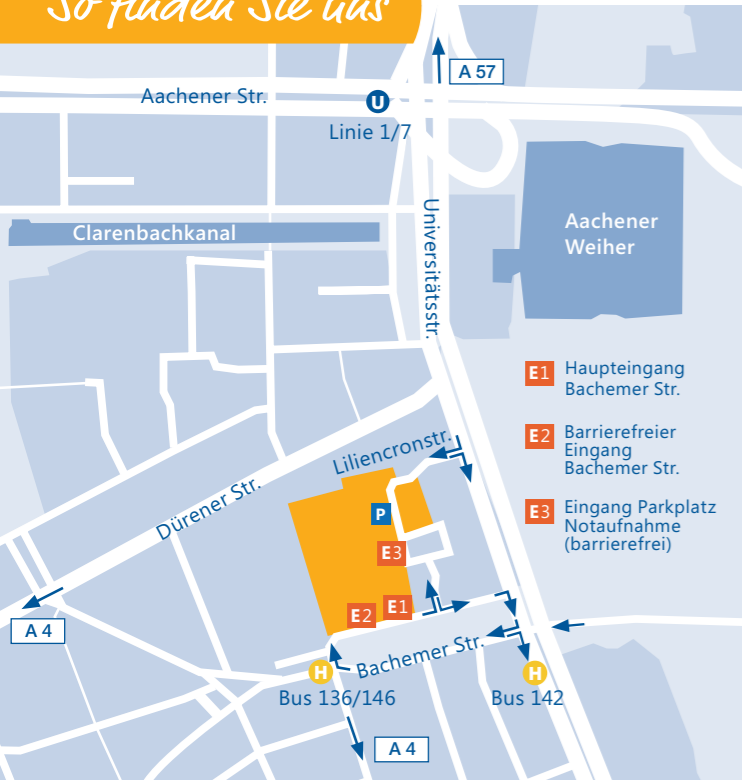 So finden Sie uns
A 57
Aachener Str.
U
Linie 1/7
Universitätsstr.
Clarenbachkanal
Aachener
Weiher
E1 Haupteingang
Bachemer Str.
E2 Barrierefreier
Eingang
Bachemer Str.
E3 Eingang Parkplatz
Notaufnahme
(barrierefrei)
Liliencronstr.
Dürener Str.
P
E3
E1
E2
A 4
Bachemer Str.
H
Bus 136/146
H
Bus 142
A 4